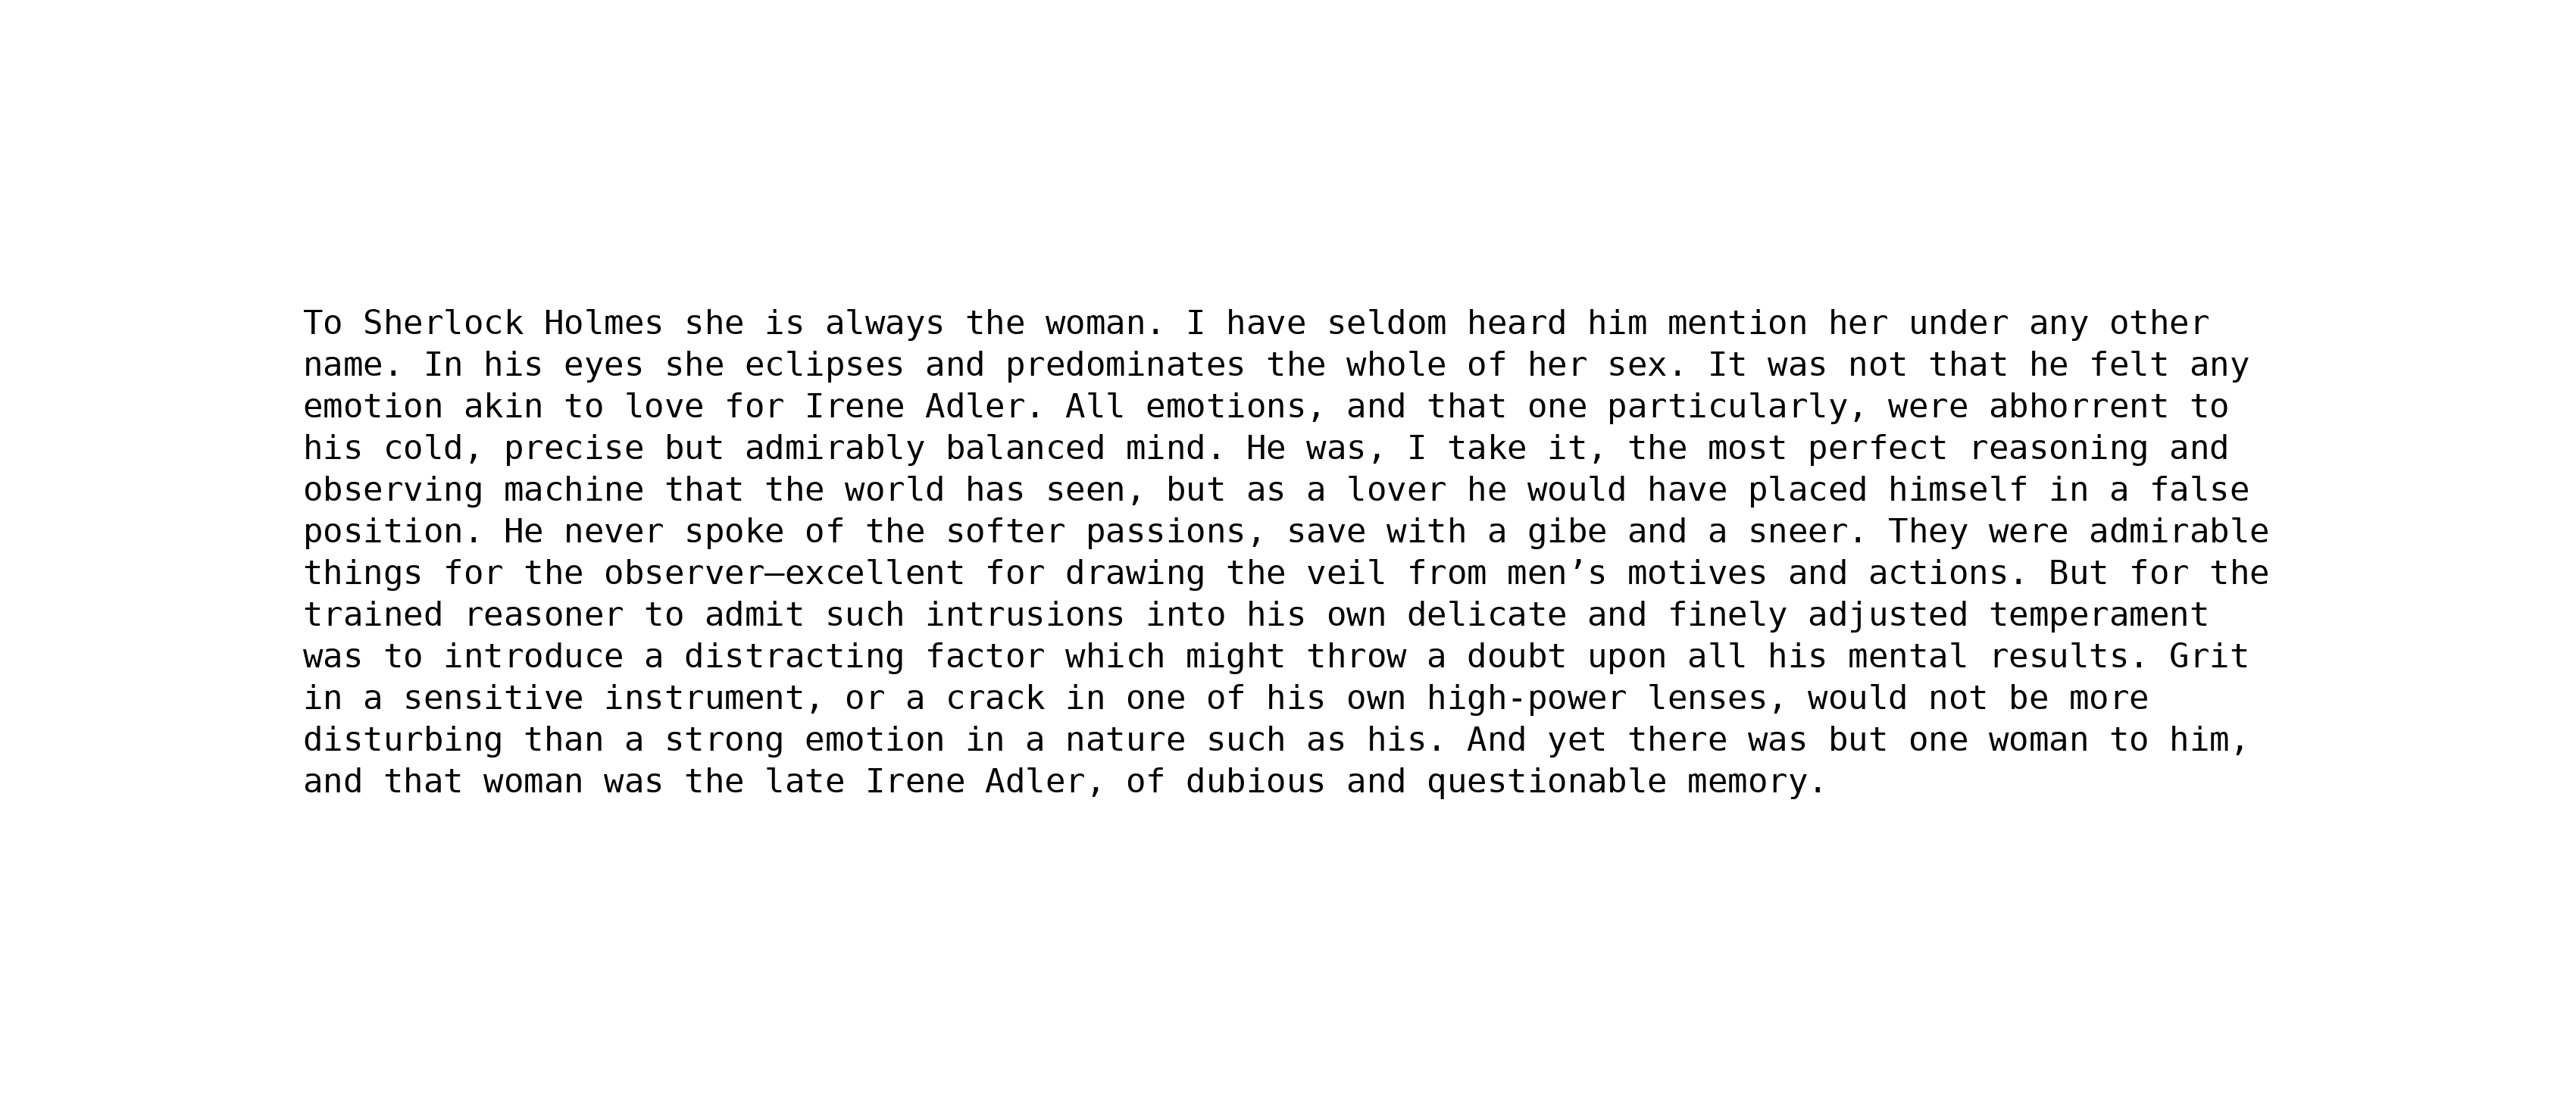 To Sherlock Holmes she is always the woman. I have seldom heard him mention her under any other
name. In his eyes she eclipses and predominates the whole of her sex. It was not that he felt any
emotion akin to love for Irene Adler. All emotions, and that one particularly, were abhorrent to
his cold, precise but admirably balanced mind. He was, I take it, the most perfect reasoning and
observing machine that the world has seen, but as a lover he would have placed himself in a false
position. He never spoke of the softer passions, save with a gibe and a sneer. They were admirable
things for the observer—excellent for drawing the veil from men’s motives and actions. But for the
trained reasoner to admit such intrusions into his own delicate and finely adjusted temperament
was to introduce a distracting factor which might throw a doubt upon all his mental results. Grit
in a sensitive instrument, or a crack in one of his own high-power lenses, would not be more
disturbing than a strong emotion in a nature such as his. And yet there was but one woman to him,
and that woman was the late Irene Adler, of dubious and questionable memory.